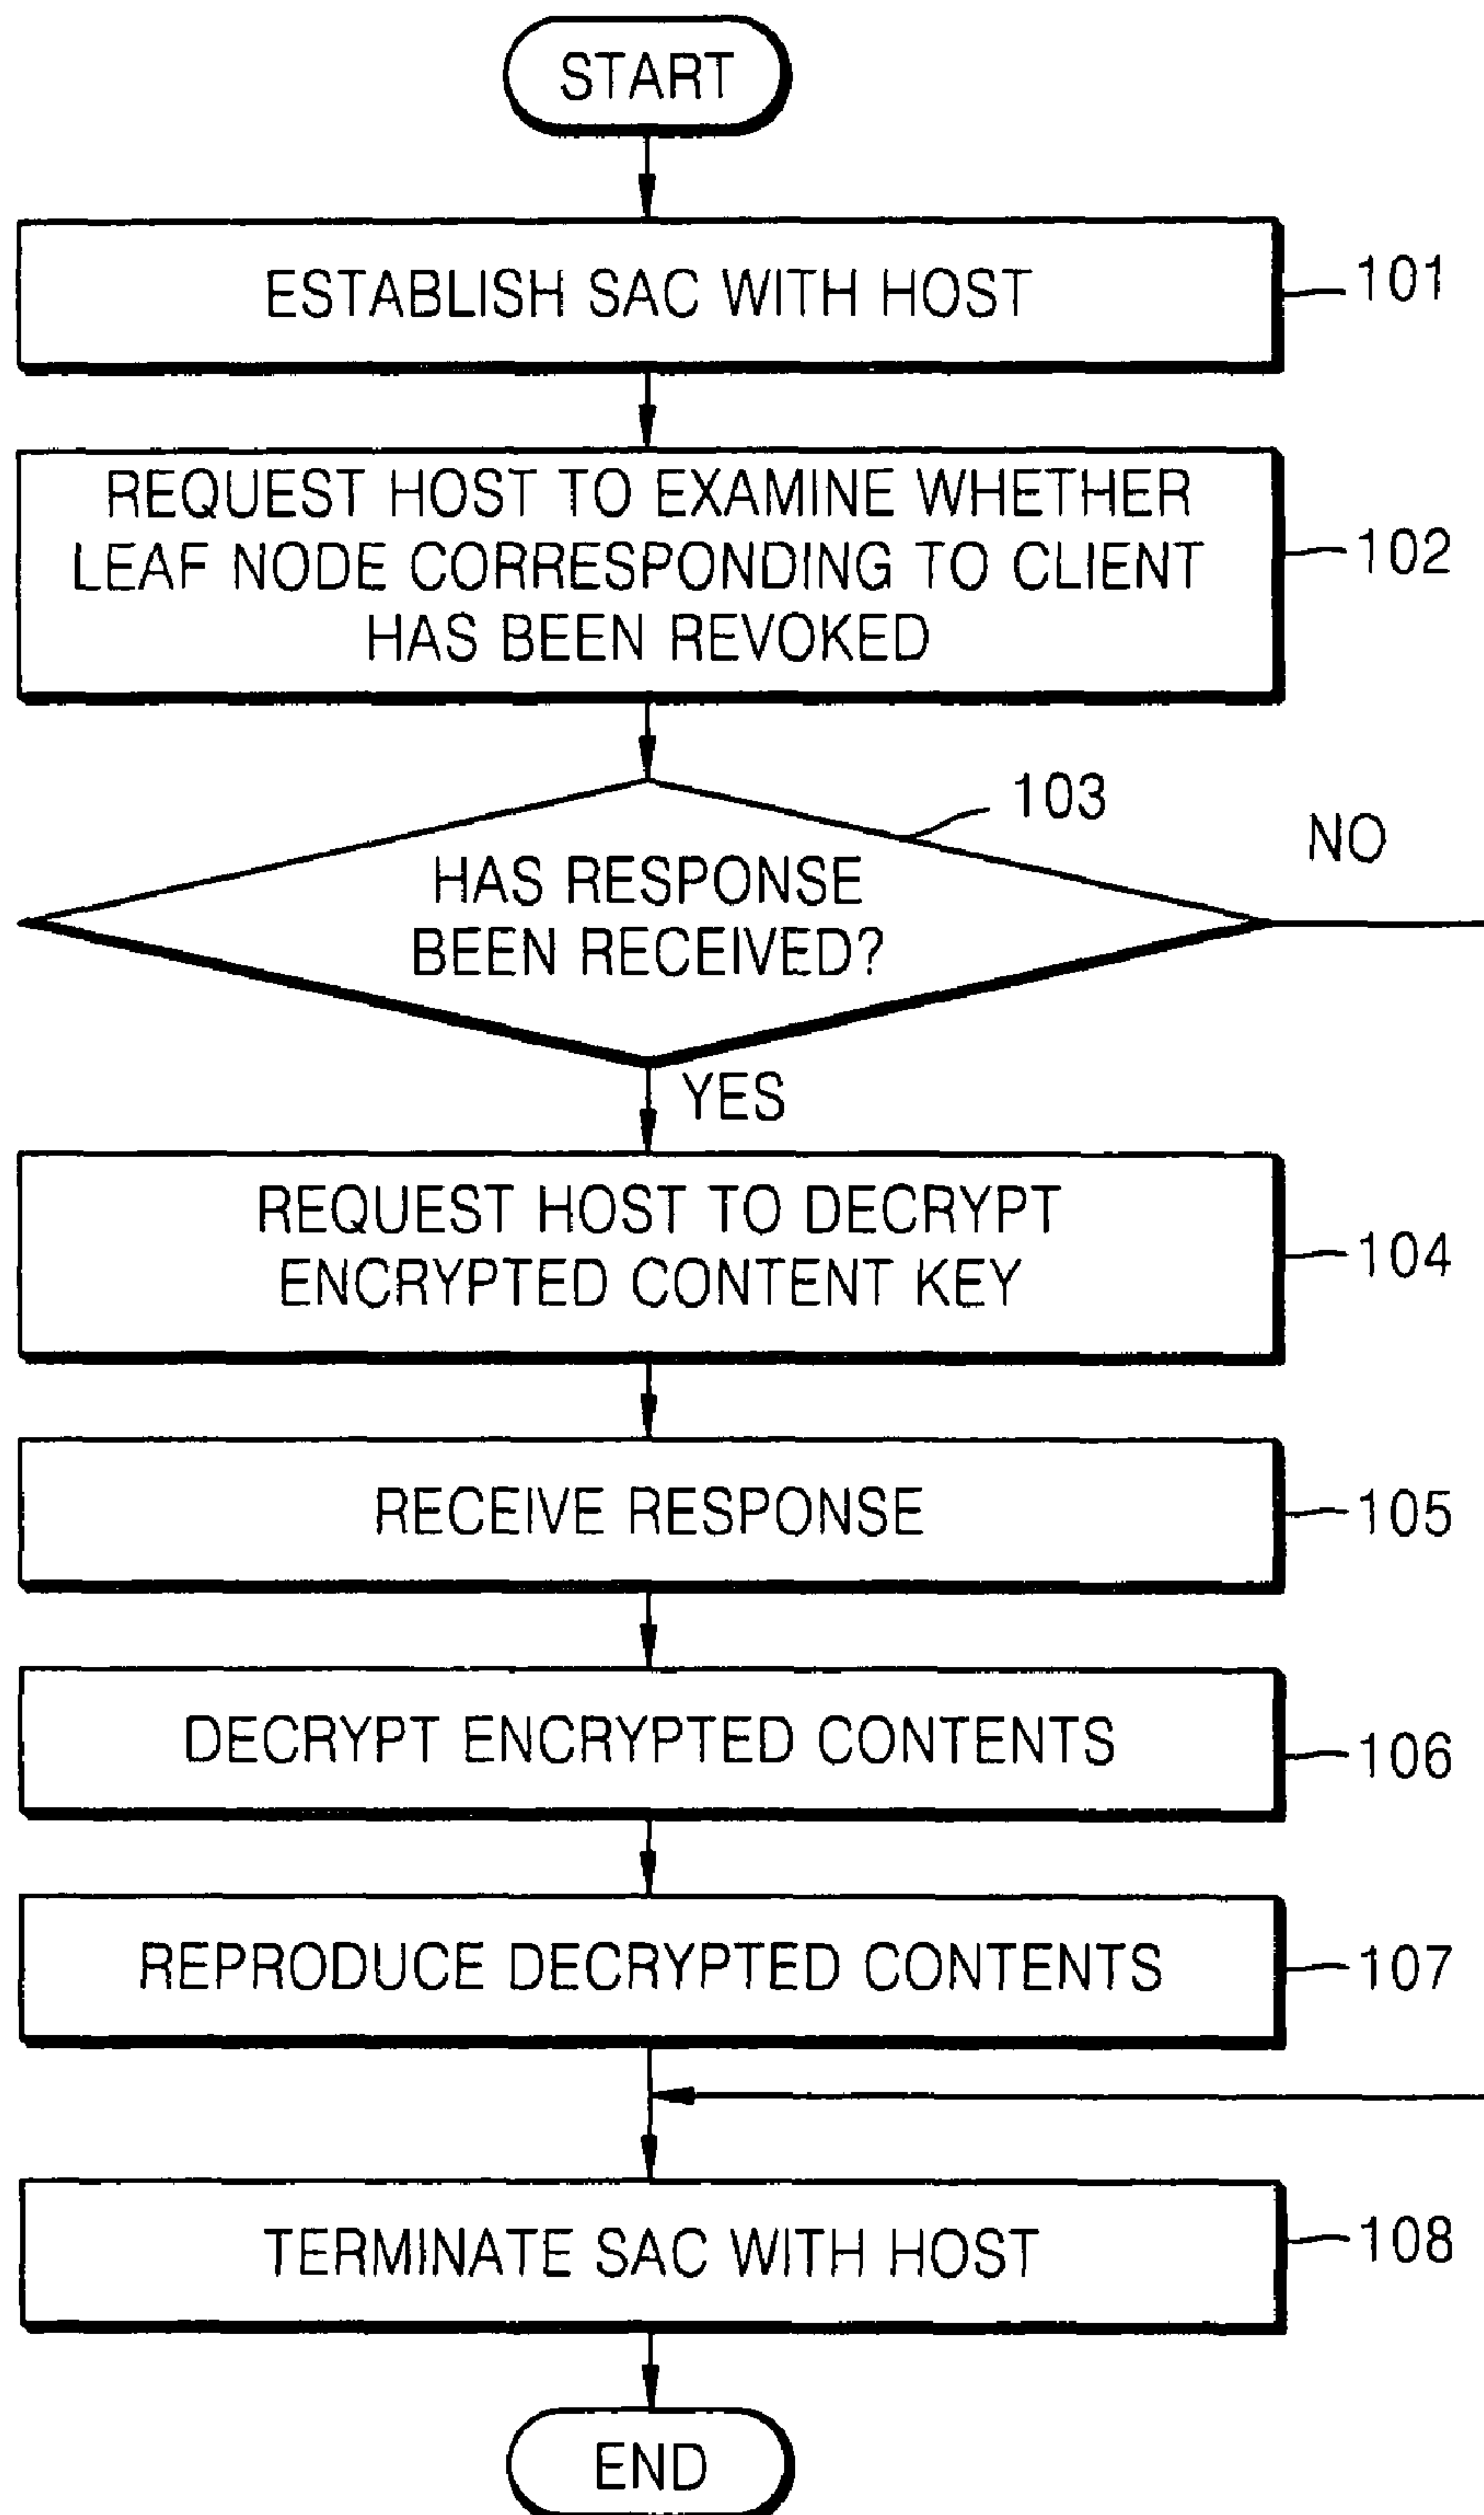 START
ESTABLISH SAC WITH HOST
101
REQUEST HOST TO EXAMINE WHETHER
LEAF NODE CORRESPONDING TO CLIENT
HAS BEEN REVOKED
102
103
NO
HAS RESPONSE
BEEN RECEIVED?
YES
REQUEST HOST TO DECRYPT
ENCRYPTED CONTENT KEY
104
RECEIVE RESPONSE
105
DECRYPT ENCRYPTED CONTENTS
106
REPRODUCE DECRYPTED CONTENTS
107
TERMINATE SAC WITH HOST
108
END